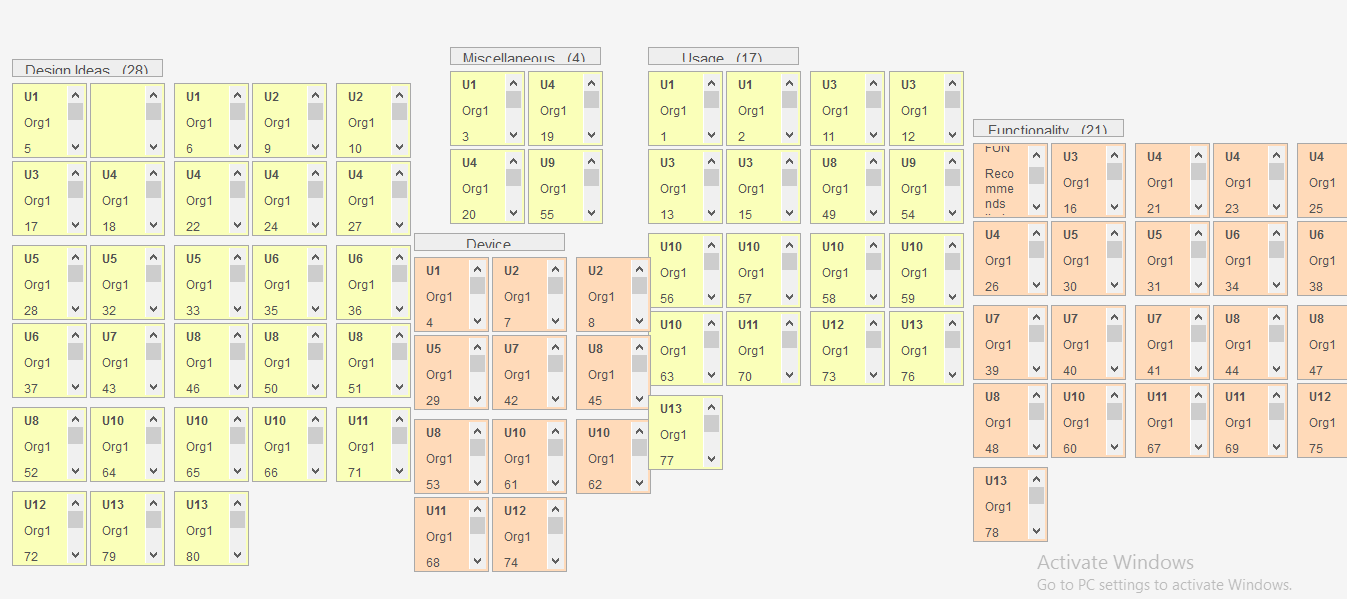 Design Ideas (28)
U1
Org1
5
U1
Org1
6
U2
Org1
9
U2
Org1
10
U3
Org1
17
U4
Org1
18
U4
Org1
22
U4
Org1
24
U4
Org1
27
U5
Org1
28
U5
Org1
32
U5
Org1
33
U6
Org1
35
U6
Org1
36
U6
Org1
37
U7
Org1
43
U8
Org1
46
U8
Org1
50
U8
Org1
51
U8
Org1
52
U10
Org1
64
U10
Org1
65
U10
Org1
66
U11
Org1
71
U12
Org1
72
U13
Org1
79
U13
Org1
80
Miscellaneous (4)
U1
Org1
3
U4
Org1
19
U4
Org1
20
U9
Org1
55
Device
U1
Org1
4
U2
Org1
7
U2
Org1
8
U5
Org1
29
U7
Org1
42
U8
Org1
45
U8
Org1
53
U10
Org1
61
U10
Org1
62
U11
Org1
68
U12
Org1
74
Usage (17)
U1
Org1
1
U1
Org1
2
U3
Org1
11
U3
Org1
12
U3
Org1
13
U3
Org1
15
U8
Org1
49
U9
Org1
54
U10
Org1
56
U10
Org1
57
U10
Org1
58
U10
Org1
59
U10
Org1
63
U11
Org1
70
U12
Org1
73
U13
Org1
76
U13
Org1
77
Functionality (21)
FUN
Reco
mme
nds
U3
Org1
16
U4
Org1
21
U4
Org1
23
U4
Org1
25
U4
Org1
26
U5
Org1
30
U5
Org1
31
U6
Org1
34
U6
Org1
38
U7
Org1
39
U7
Org1
40
U7
Org1
41
U8
Org1
44
U8
Org1
47
U8
Org1
48
U10
Org1
60
U11
Org1
67
U11
Org1
69
U12
Org1
75
U13
Org1
78
Activate Windows
Go to PC settings to activate Windows.